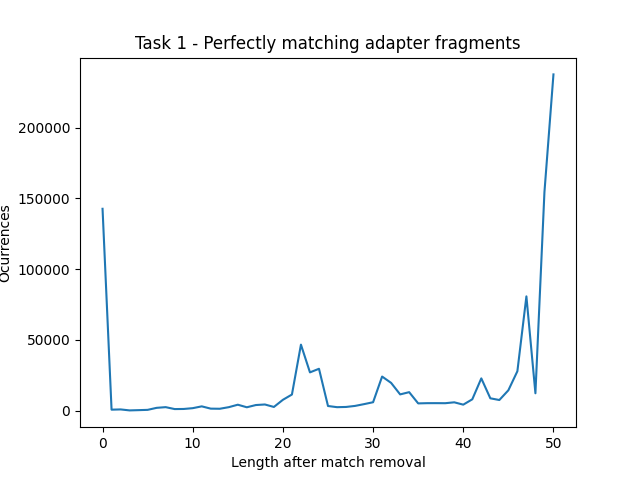 Task 1 - Perfectly matching adapter fragments
200000
150000
100000
50000
0
Ocurrences
0 10 20 30 40 50
Length after match removal